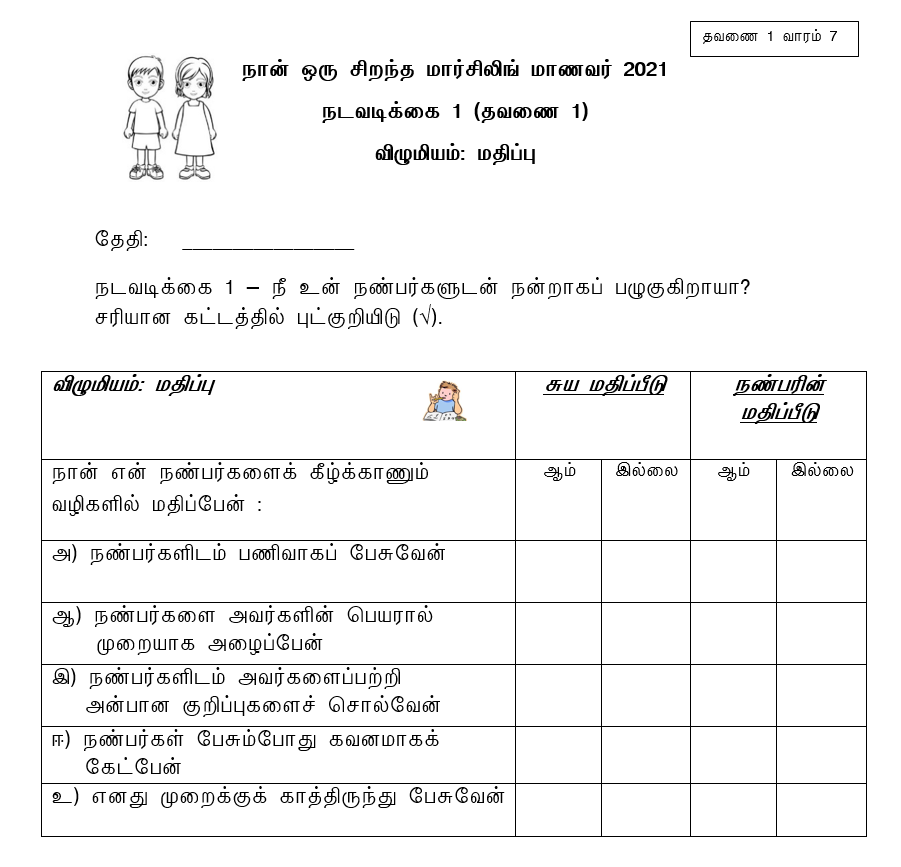 தவணை 1 வாரம் 7
நான் ஒரு சிறந்த மார்சிலிங் மாணவர் 2021
நடவடிக்கை 1 (தவணை 1)
விழுமியம்: மதிப்பு
தேதி: _________________
நடவடிக்கை 1 – நீ உன் நண்பர்களுடன் நன்றாகப் பழுகுகிறாயா?
சரியான கட்டத்தில் புட்குறியிடு (√).
விழுமியம்: மதிப்பு
சுய மதிப்பீடு
நண்பரின்
மதிப்பீடு
நான் என் நண்பர்களைக் கீழ்க்காணும்
வழிகளில் மதிப்பேன் :
ஆம் இல்லை ஆம் இல்லை
அ) நண்பர்களிடம் பணிவாகப் பேசுவேன்
ஆ) நண்பர்களை அவர்களின் பெயரால்
முறையாக அழைப்பேன்
இ) நண்பர்களிடம் அவர்களைப்பற்றி
அன்பான குறிப்புகளைச் சொல்வேன்
ஈ) நண்பர்கள் பேசும்போது கவனமாகக்
கேட்பேன்
உ) எனது முறைக்குக் காத்திருந்து பேசுவேன்